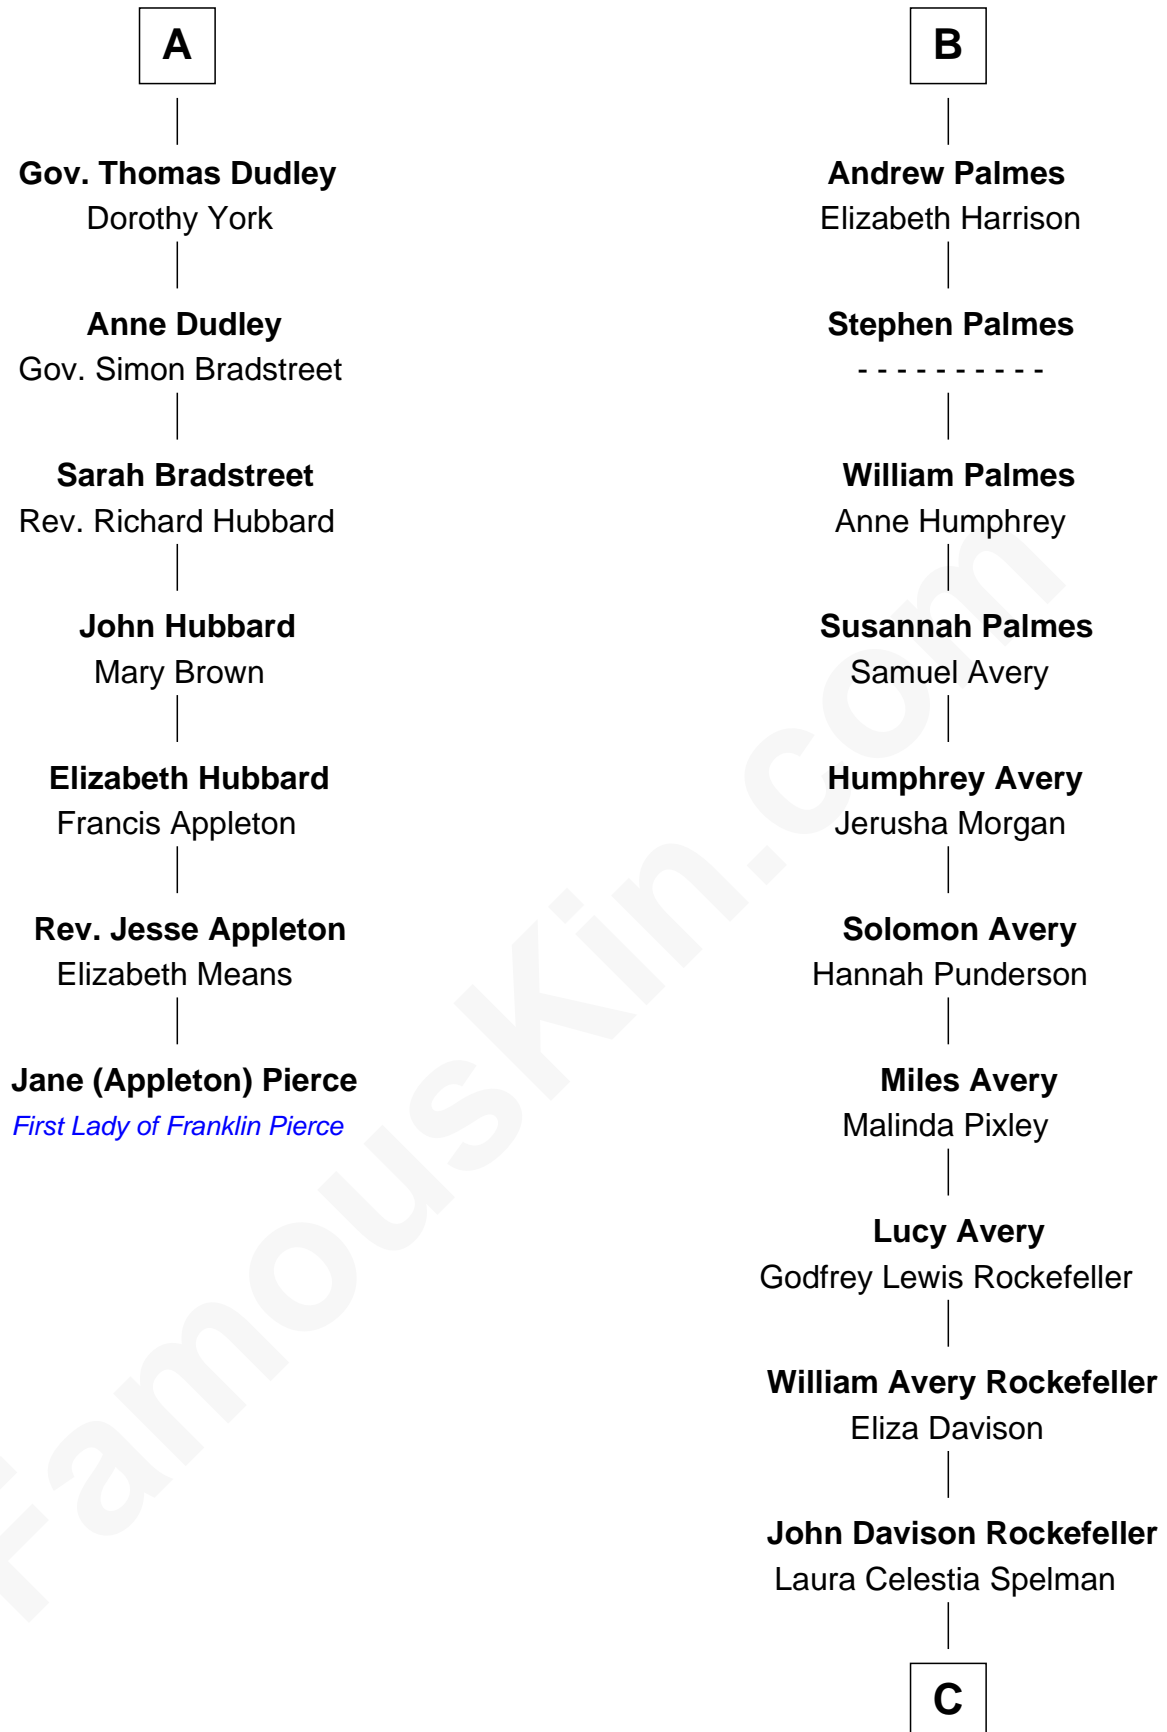 A
Gov. Thomas Dudley
Dorothy York
Anne Dudley
Gov. Simon Bradstreet
Sarah Bradstreet
Rev. Richard Hubbard
John Hubbard
Mary Brown
Elizabeth Hubbard
Francis Appleton
Rev. Jesse Appleton
Elizabeth Means
Jane (Appleton) Pierce
First Lady of Franklin Pierce
B
Andrew Palmes
Elizabeth Harrison
Stephen Palmes
- - - - - - - - - -
William Palmes
Anne Humphrey
Susannah Palmes
Samuel Avery
Humphrey Avery
Jerusha Morgan
Solomon Avery
Hannah Punderson
Miles Avery
Malinda Pixley
Lucy Avery
Godfrey Lewis Rockefeller
William Avery Rockefeller
Eliza Davison
John Davison Rockefeller
Laura Celestia Spelman
C
FamousKin.com